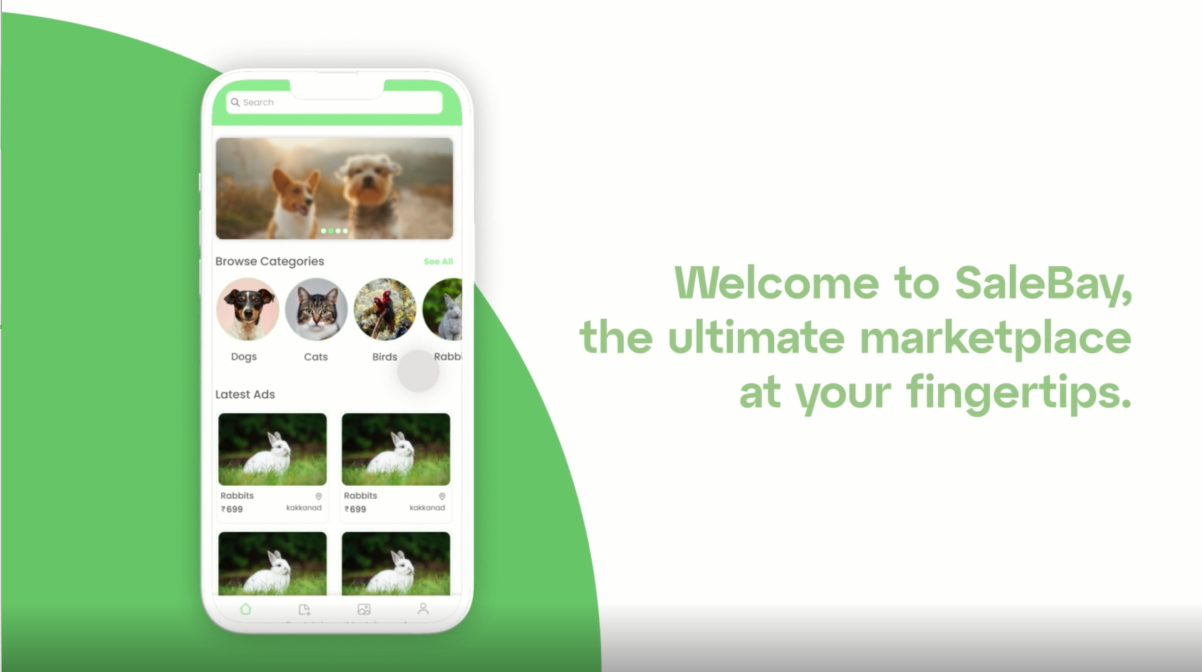 Search
Browse Categories
See All
Dogs
Cats
Birds
Rabbi
Latest Ads
Rabbits
₹699
kakkanad
Rabbits
₹699
kakkanad
Welcome to SaleBay,
the ultimate marketplace
at your fingertips.